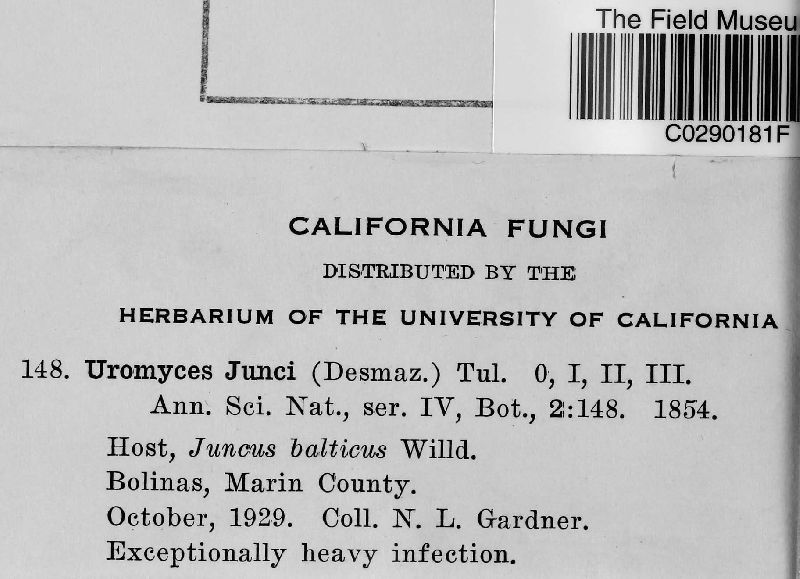 The Field Museu
C0290181F
CALIFORNIA FUNGI
DISTRIBUTED BY THE
HERBARIUM OF THE UNIVERSITY OF CALIFORNIA
148. Uromyces Junci (Desmaz.) Tul. 0, I, II, III.
Ann. Sci. Nat., ser. IV, Bot., 2:148. 1854.
Host, Juncus balticus Willd.
Bolinas, Marin County.
October, 1929. Coll. N. L. Gardner.
Exceptionally heavy infection.